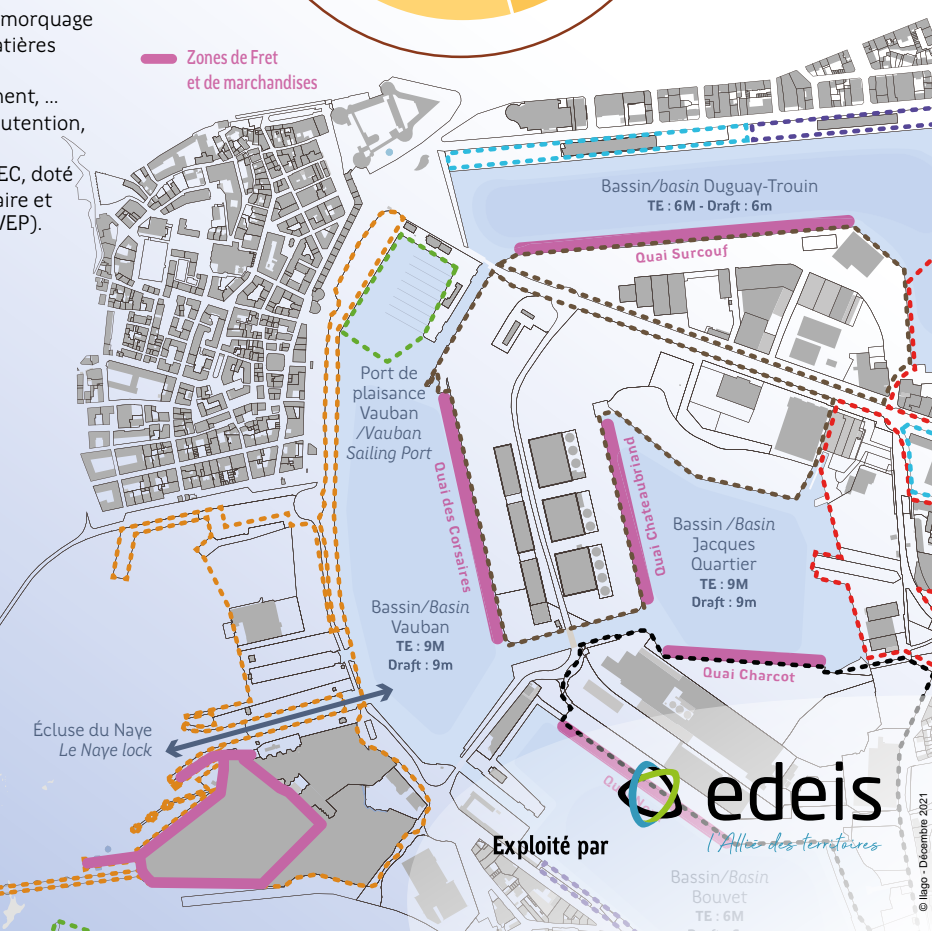 morquage
atières
Zones de Fret
et de marchandises
nent, ...
utention,
EC, doté
aire et
VEP).
Bassin/basin Duguay-Trouin
TE : 6M - Draft : 6m
Quai Surcouf
Port de
plaisance
Vauban
/Vauban
Sailing Port
Quai des Corsaires
Quai Chateaubriand
Bassin /Basin
Jacques
Quartier
TE : 9M
Draft : 9m
Bassin/Basin
Vauban
TE : 9M
Draft : 9m
Quai Charcot
Écluse du Naye
Le Naye lock
edeis
l'Allié des territoires
Exploité par
Bassin/Basin
Bouvet
TE : 6M
© Ilago - Décembre 2021